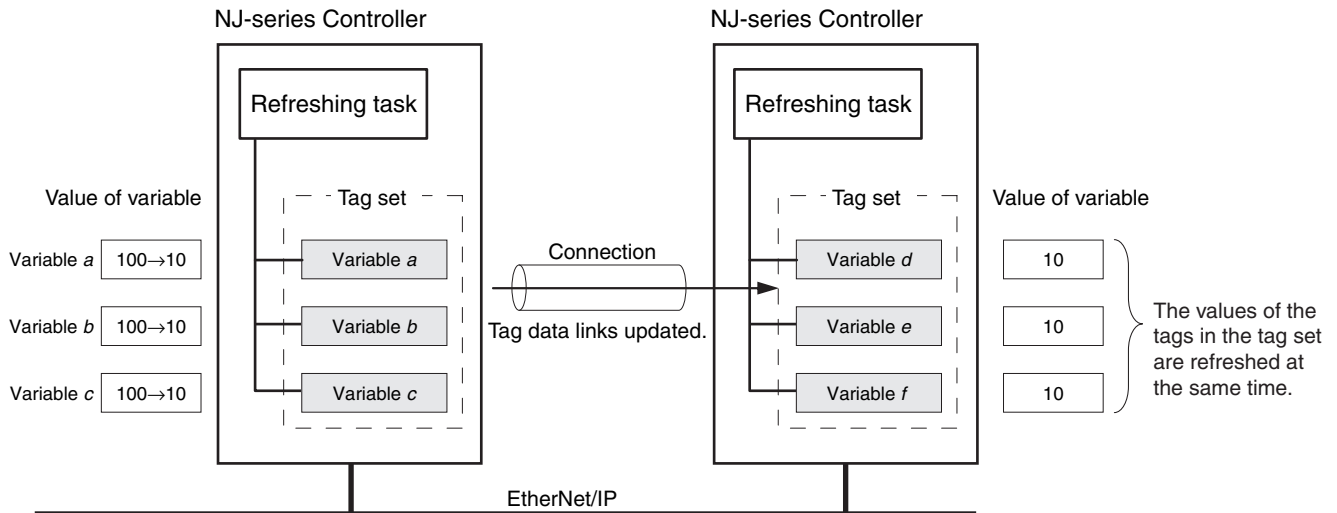 NJ-series Controller
NJ-series Controller
Refreshing task
Refreshing task
Value of variable
Tag set
Tag set
Value of variable
Variable a
100→10
Variable a
Connection
Variable d
10
Variable b
100→10
Variable b
Tag data links updated.
Variable e
10
Variable c
100→10
Variable c
Variable f
10
The values of the
tags in the tag set
are refreshed at
the same time.
EtherNet/IP